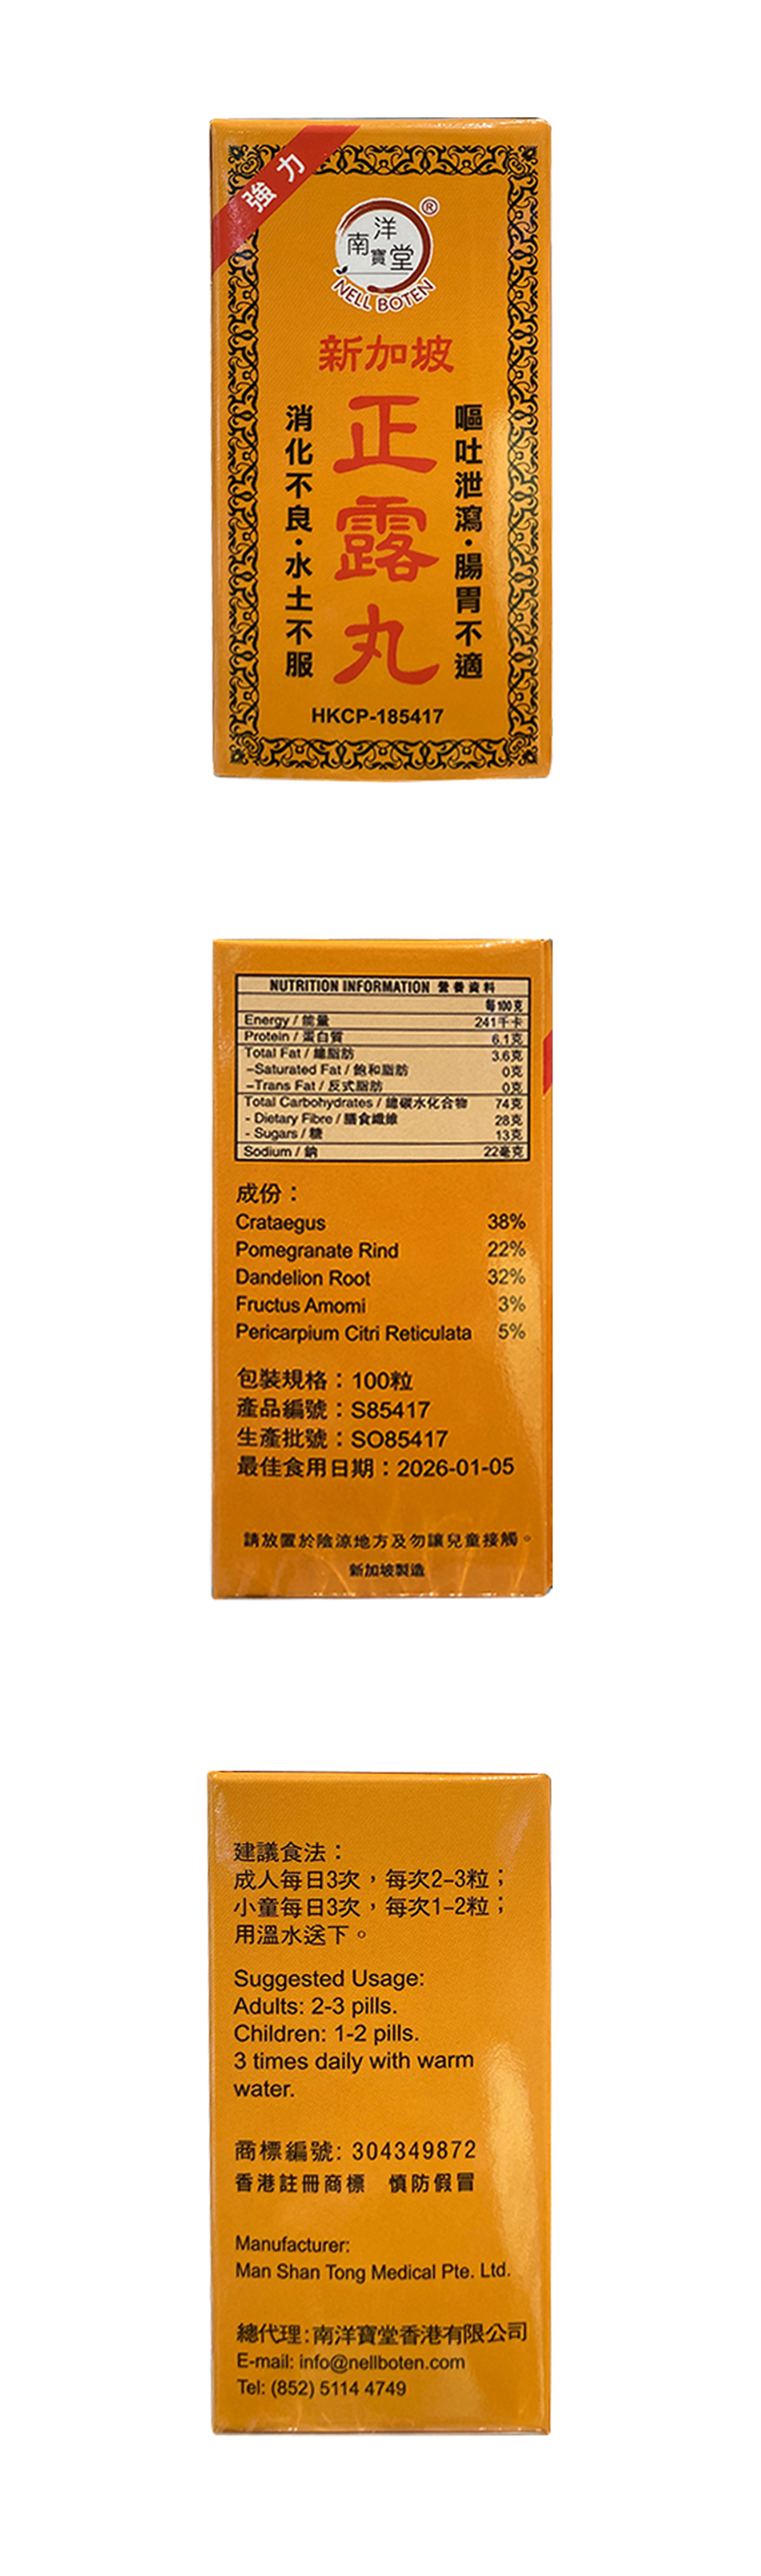 強力
南洋寶堂
®
NELL BOTEN
新加坡
正露丸
嘔吐泄瀉·腸胃不適
消化不良·水土不服
HKCP-185417
NUTRITION INFORMATION 營養資料
每100克
Energy / 能量 241千卡
Protein / 蛋白質 6.1克
Total Fat / 總脂肪 3.6克
–Saturated Fat / 飽和脂肪 0克
–Trans Fat / 反式脂肪 0克
Total Carbohydrates / 總碳水化合物 74克
- Dietary Fibre / 膳食纖維 28克
- Sugars / 糖 13克
Sodium / 鈉 22毫克
成份：
Crataegus 38%
Pomegranate Rind 22%
Dandelion Root 32%
Fructus Amomi 3%
Pericarpium Citri Reticulata 5%
包裝規格：100粒
產品編號：S85417
生產批號：SO85417
最佳食用日期：2026-01-05
請放置於陰涼地方及勿讓兒童接觸。
新加坡製造
建議食法：
成人每日3次，每次2–3粒；
小童每日3次，每次1–2粒；
用溫水送下。
Suggested Usage:
Adults: 2-3 pills.
Children: 1-2 pills.
3 times daily with warm
water.
商標編號: 304349872
香港註冊商標　慎防假冒
Manufacturer:
Man Shan Tong Medical Pte. Ltd.
總代理:南洋寶堂香港有限公司
E-mail: info@nellboten.com
Tel: (852) 5114 4749